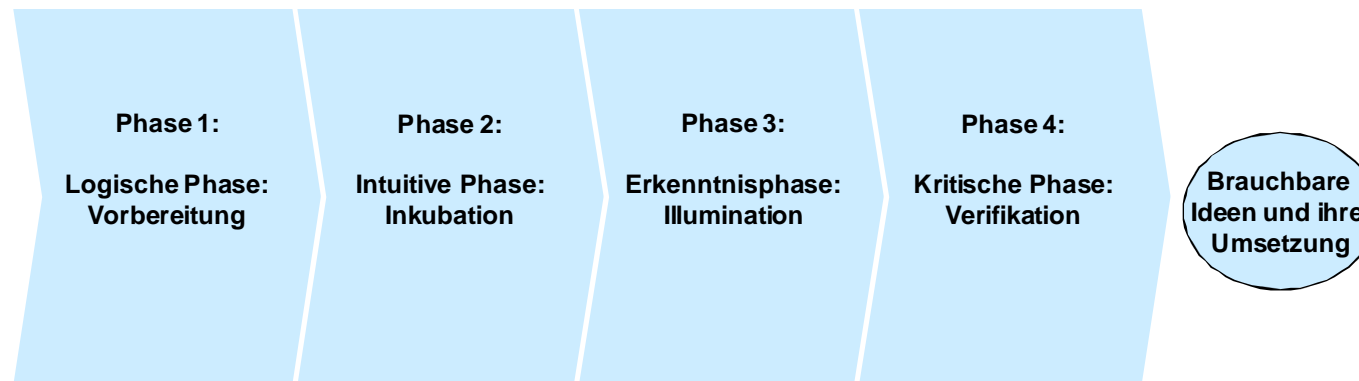 Phase 1:
Logische Phase:
Vorbereitung
Phase 2:
Intuitive Phase:
Inkubation
Phase 3:
Erkenntnisphase:
Illumination
Phase 4:
Kritische Phase:
Verifikation
Brauchbare
Ideen und ihre
Umsetzung